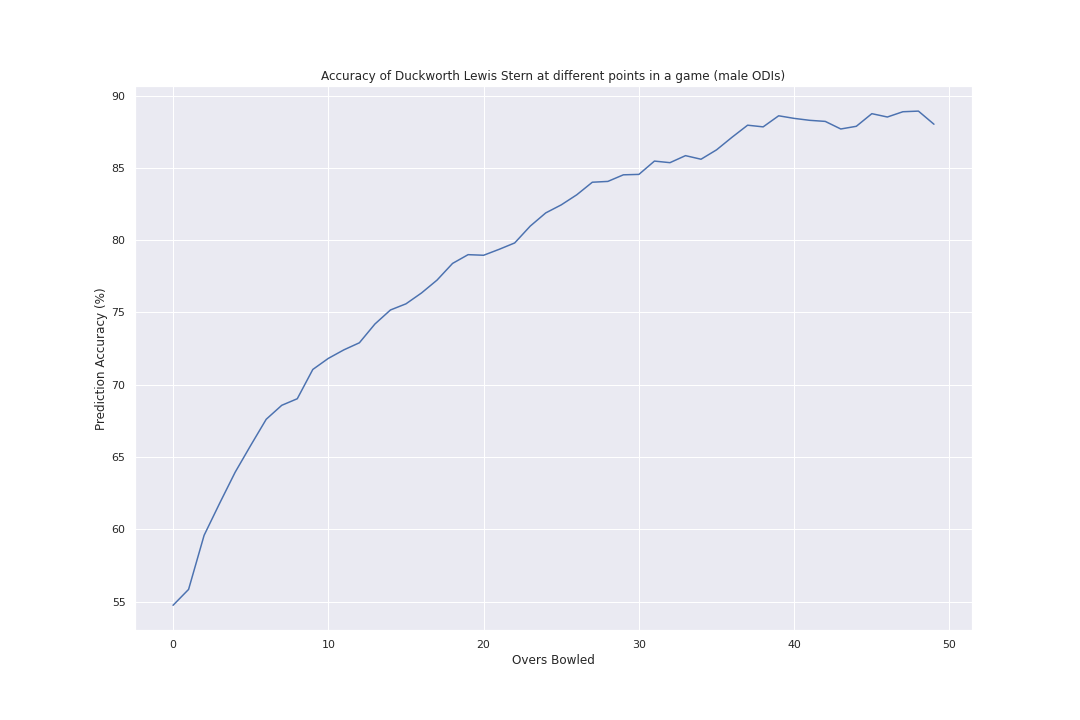 Accuracy of Duckworth Lewis Stern at different points in a game (male ODIs)
90
85
80
75
70
65
60
55
Prediction Accuracy (%)
0 10 20 30 40 50
Overs Bowled